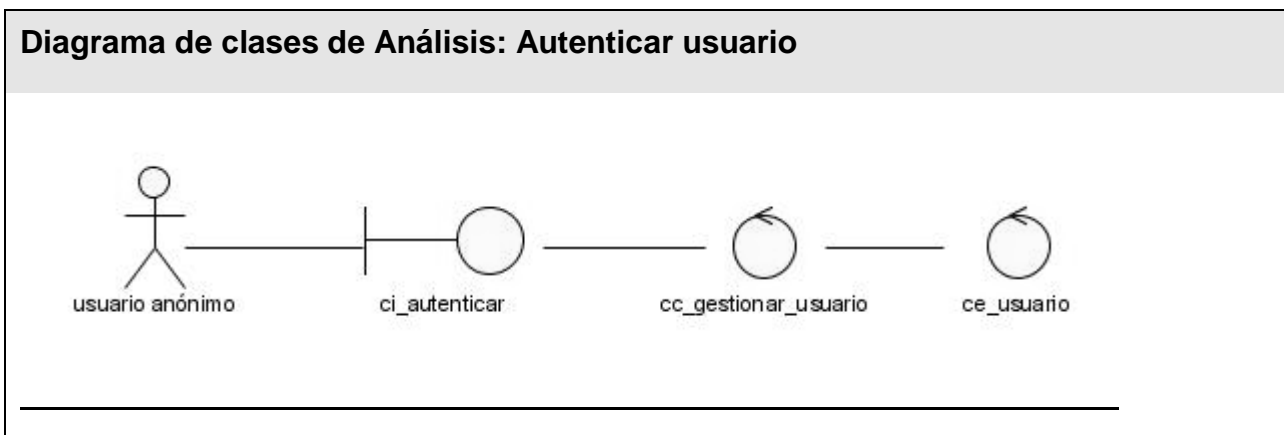 Diagrama de clases de Análisis: Autenticar usuario
usuario anónimo ci_autenticar cc_gestionar_usuario ce_usuario